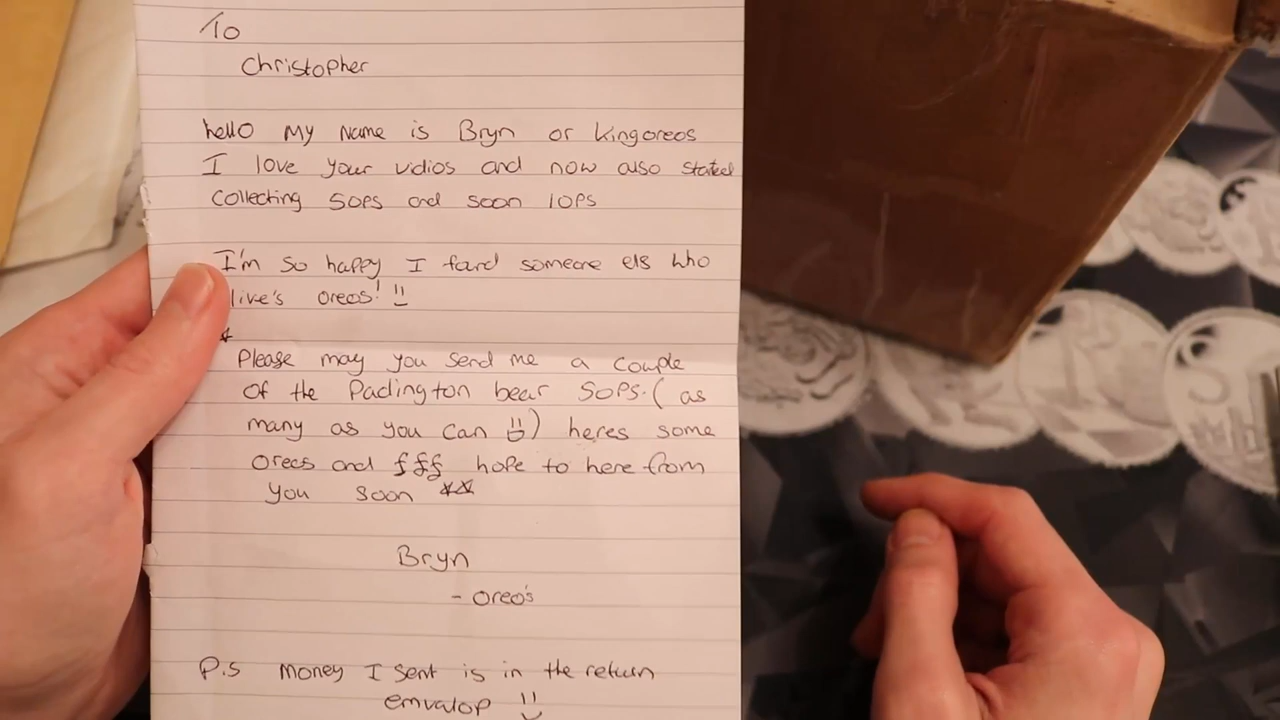 To
Christopher
hello my name is Bryn or kingoreos
I love your vidios and now also stated
collecting 50ps and soon 10ps
I'm so happy I fond someone els who
live's oreos! :)
Please may you send me a couple
of the Padington bear 50ps. (as
many as you can :D) heres some
oreos and £££ hope to here from
you soon **
Bryn
- oreo's
P.S money I sent is in the return
emvalop :)